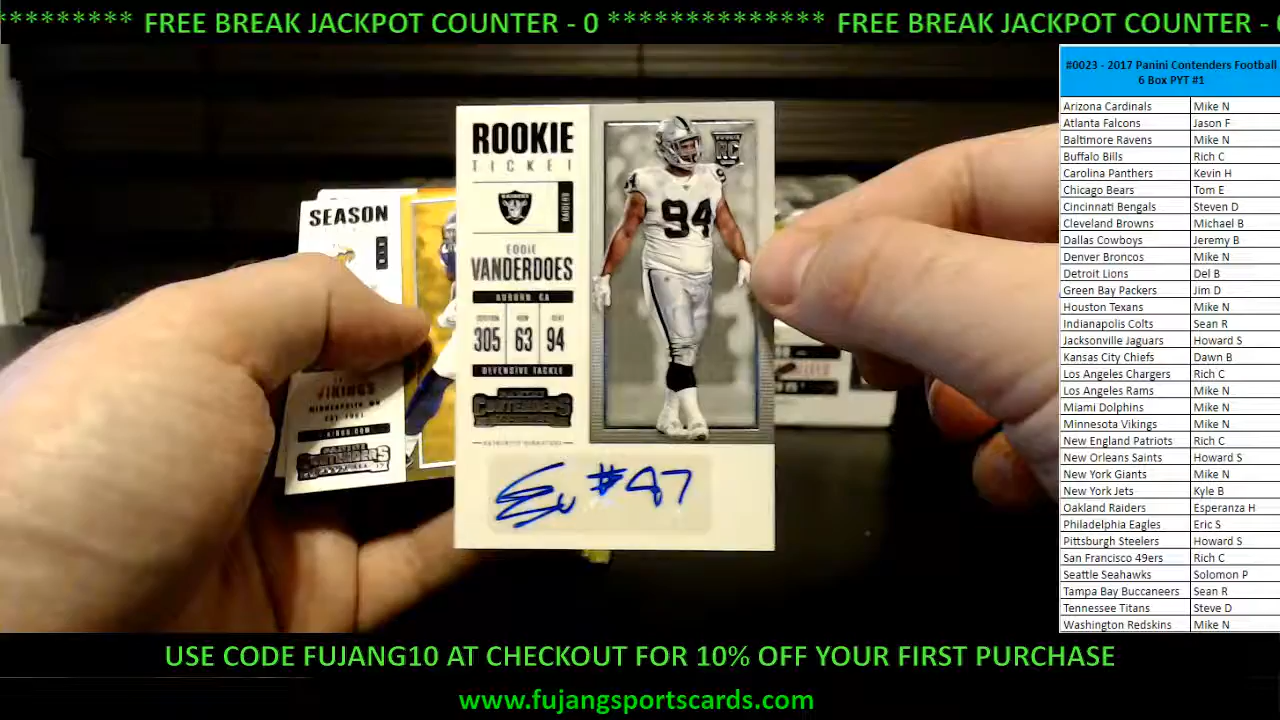 ********* FREE BREAK JACKPOT COUNTER - 0 ************** FREE BREAK JACKPOT COUNTER -
#0023 - 2017 Panini Contenders Football
6 Box PYT #1
Arizona Cardinals Mike N
Atlanta Falcons Jason F
Baltimore Ravens Mike N
Buffalo Bills Rich C
Carolina Panthers Kevin H
Chicago Bears Tom E
Cincinnati Bengals Steven D
Cleveland Browns Michael B
Dallas Cowboys Jeremy B
Denver Broncos Mike N
Detroit Lions Del B
Green Bay Packers Jim D
Houston Texans Mike N
Indianapolis Colts Sean R
Jacksonville Jaguars Howard S
Kansas City Chiefs Dawn B
Los Angeles Chargers Rich C
Los Angeles Rams Mike N
Miami Dolphins Mike N
Minnesota Vikings Mike N
New England Patriots Rich C
New Orleans Saints Howard S
New York Giants Mike N
New York Jets Kyle B
Oakland Raiders Esperanza H
Philadelphia Eagles Eric S
Pittsburgh Steelers Howard S
San Francisco 49ers Rich C
Seattle Seahawks Solomon P
Tampa Bay Buccaneers Sean R
Tennessee Titans Steve D
Washington Redskins Mike N
ROOKIE
TICKET
RAIDERS
RC
EDDIE
VANDERDOES
AUBURN, CA
305 63 94
DEFENSIVE TACKLE
PANINI
CONTENDERS
94
#97
SEASON
VIKINGS
MINNEAPOLIS, MN
PANINI
CONTENDERS
USE CODE FUJANG10 AT CHECKOUT FOR 10% OFF YOUR FIRST PURCHASE
www.fujangsportscards.com